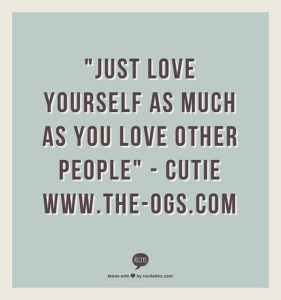 "JUST LOVE
YOURSELF AS MUCH
AS YOU LOVE OTHER
PEOPLE" - CUTIE
WWW.THE-OGS.COM
RECITE
Made with ♥ by recitethis.com